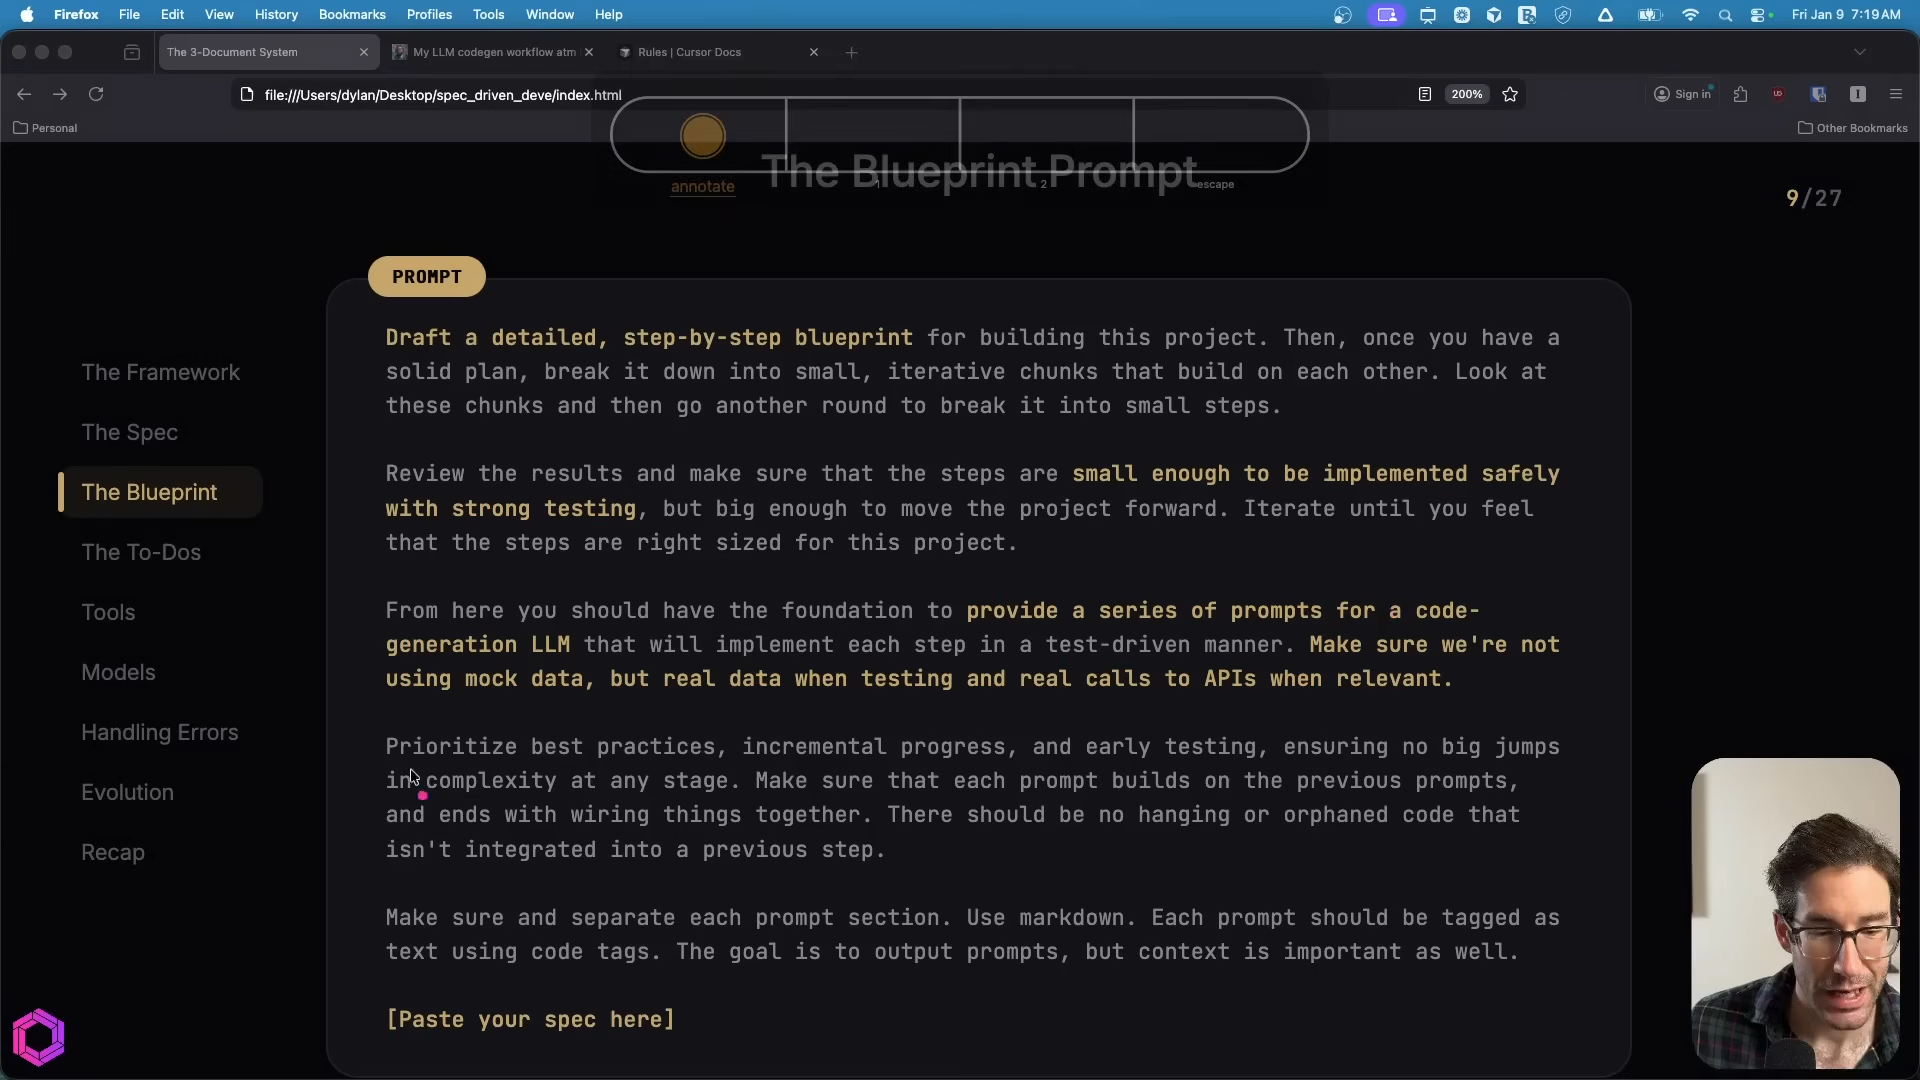 Firefox File Edit View History Bookmarks Profiles Tools Window Help Fri Jan 9 7:19 AM
The 3-Document System My LLM codegen workflow atm Rules | Cursor Docs
file:///Users/dylan/Desktop/spec_driven_deve/index.html 200% Sign in
Personal Other Bookmarks
The Blueprint Prompt
annotate 1 2 escape
9/27
PROMPT
Draft a detailed, step-by-step blueprint for building this project. Then, once you have a
solid plan, break it down into small, iterative chunks that build on each other. Look at
these chunks and then go another round to break it into small steps.
Review the results and make sure that the steps are small enough to be implemented safely
with strong testing, but big enough to move the project forward. Iterate until you feel
that the steps are right sized for this project.
From here you should have the foundation to provide a series of prompts for a code-
generation LLM that will implement each step in a test-driven manner. Make sure we're not
using mock data, but real data when testing and real calls to APIs when relevant.
Prioritize best practices, incremental progress, and early testing, ensuring no big jumps
in complexity at any stage. Make sure that each prompt builds on the previous prompts,
and ends with wiring things together. There should be no hanging or orphaned code that
isn't integrated into a previous step.
Make sure and separate each prompt section. Use markdown. Each prompt should be tagged as
text using code tags. The goal is to output prompts, but context is important as well.
[Paste your spec here]
The Framework
The Spec
The Blueprint
The To-Dos
Tools
Models
Handling Errors
Evolution
Recap